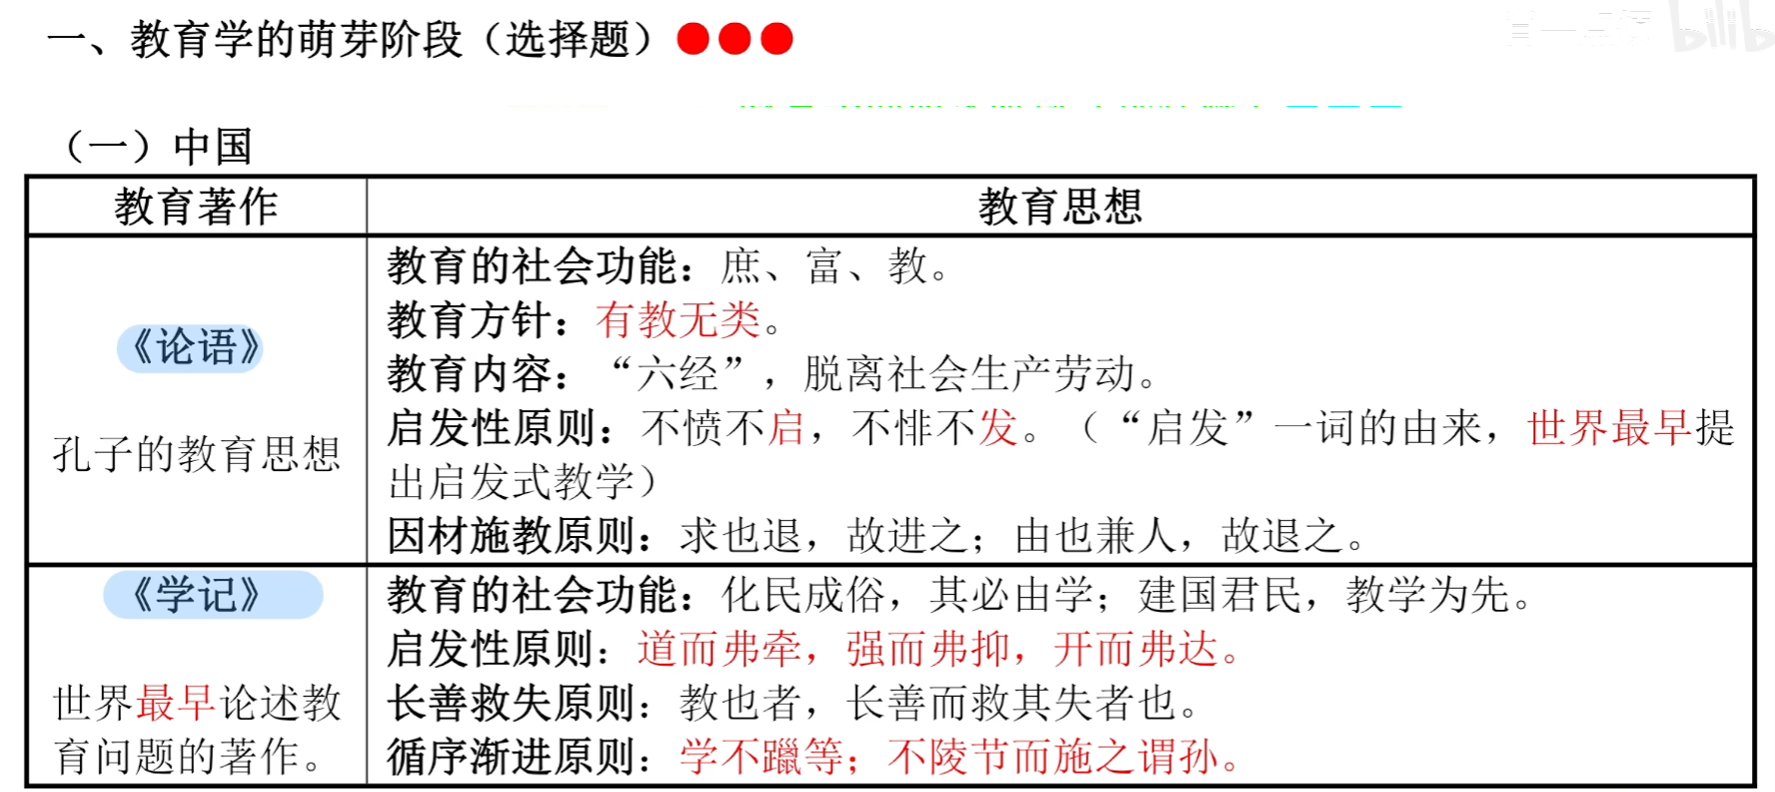 一、教育学的萌芽阶段（选择题）
（一）中国
教育著作
教育思想
《论语》
孔子的教育思想
教育的社会功能：庶、富、教。
教育方针：有教无类。
教育内容：“六经”，脱离社会生产劳动。
启发性原则：不愤不启，不悱不发。（“启发”一词的由来，世界最早提
出启发式教学）
因材施教原则：求也退，故进之；由也兼人，故退之。
《学记》
世界最早论述教
育问题的著作。
教育的社会功能：化民成俗，其必由学；建国君民，教学为先。
启发性原则：道而弗牵，强而弗抑，开而弗达。
长善救失原则：教也者，长善而救其失者也。
循序渐进原则：学不躐等；不陵节而施之谓孙。